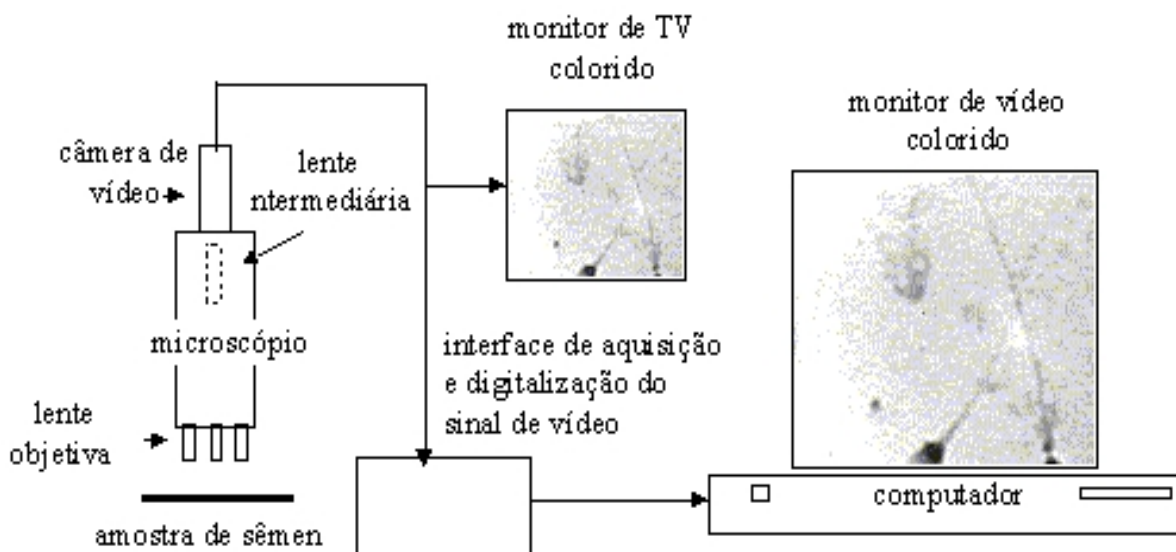 monitor de TV
colorido
monitor de vídeo
colorido
câmera de
vídeo
lente
ntermediária
microscópio
interface de aquisição
e digitalização do
sinal de vídeo
lente
objetiva
computador
amostra de sêmen